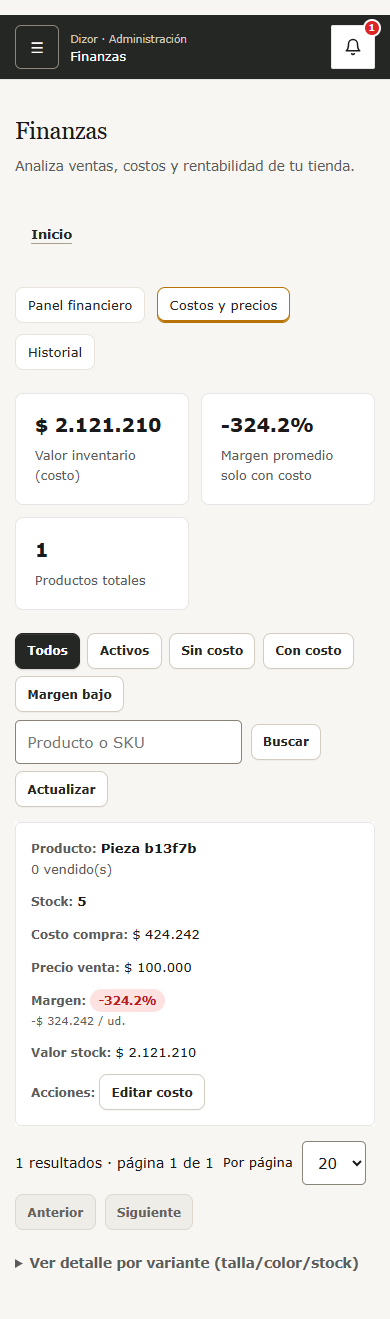 ☰
Dizor · Administración
Finanzas
1
Finanzas
Analiza ventas, costos y rentabilidad de tu tienda.
Inicio
Panel financiero
Costos y precios
Historial
$ 2.121.210
Valor inventario
(costo)
-324.2%
Margen promedio
solo con costo
1
Productos totales
Todos
Activos
Sin costo
Con costo
Margen bajo
Producto o SKU
Buscar
Actualizar
Producto: Pieza b13f7b
0 vendido(s)
Stock: 5
Costo compra: $ 424.242
Precio venta: $ 100.000
Margen: -324.2%
-$ 324.242 / ud.
Valor stock: $ 2.121.210
Acciones: Editar costo
1 resultados · página 1 de 1 Por página 20
Anterior
Siguiente
▶ Ver detalle por variante (talla/color/stock)